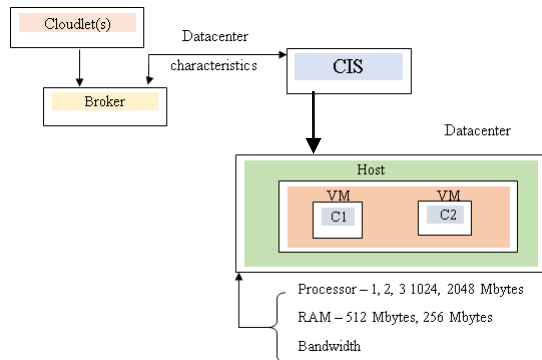 Cloudlet(s)
Datacenter
characteristics
CIS
Broker
Datacenter
Host
VM
VM
C1
C2
Processor – 1, 2, 3 1024, 2048 Mbytes
RAM – 512 Mbytes, 256 Mbytes
Bandwidth